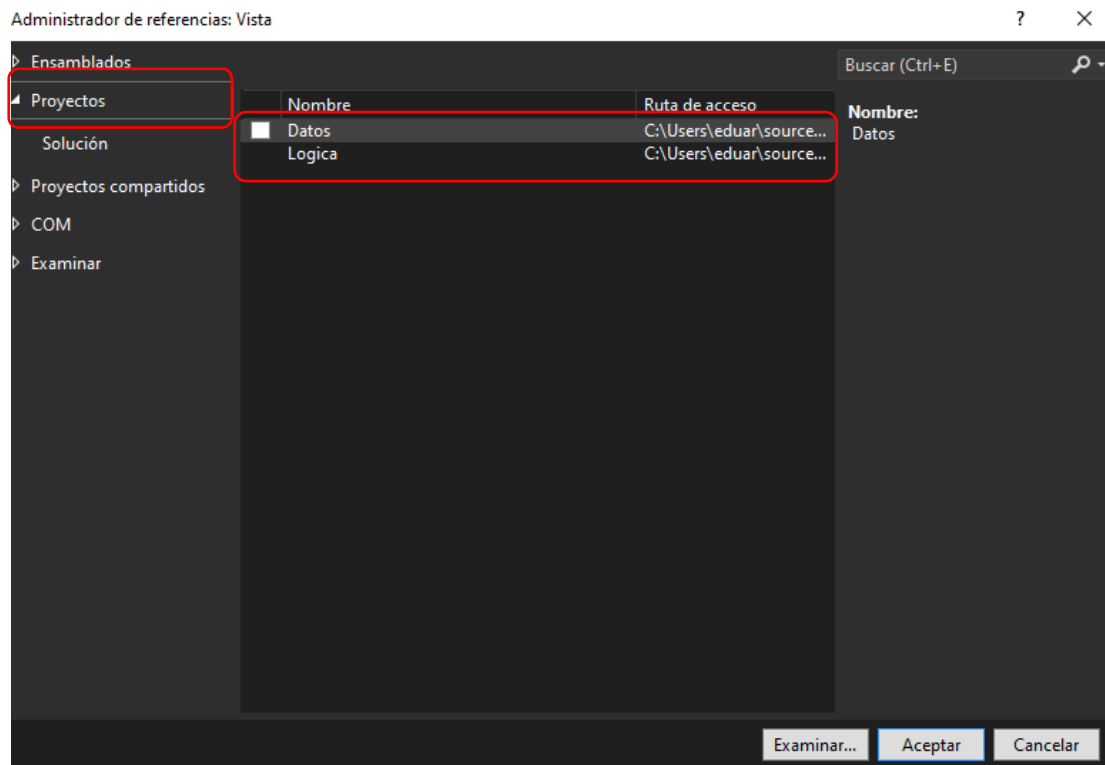 Administrador de referencias: Vista
Ensamblados
Buscar (Ctrl+E)
Proyectos
Solución
Proyectos compartidos
COM
Examinar
Nombre Ruta de acceso
Datos C:\Users\eduar\source...
Logica C:\Users\eduar\source...
Nombre:
Datos
Examinar... Aceptar Cancelar